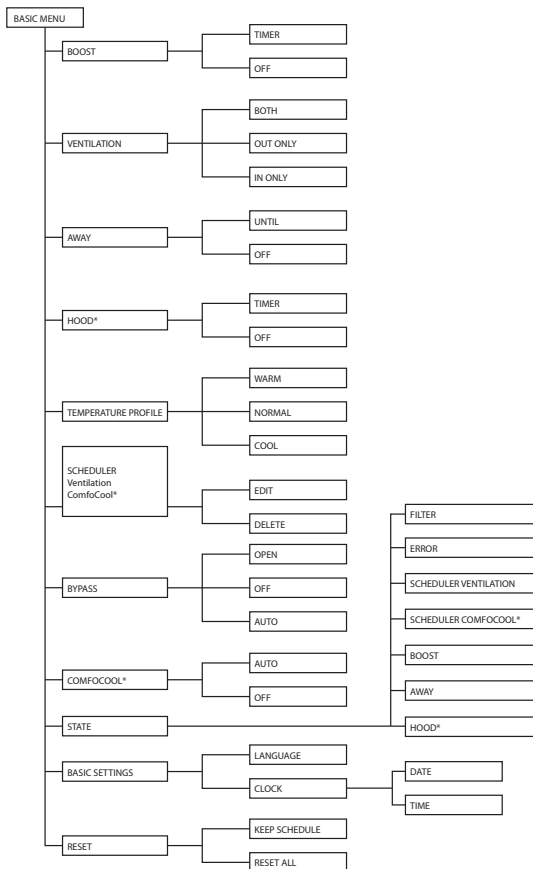 BASIC MENU
BOOST
TIMER
OFF
VENTILATION
BOTH
OUT ONLY
IN ONLY
AWAY
UNTIL
OFF
HOOD*
TIMER
OFF
TEMPERATURE PROFILE
WARM
NORMAL
COOL
SCHEDULER
Ventilation
ComfoCool*
EDIT
DELETE
BYPASS
OPEN
OFF
AUTO
COMFOCOOL*
AUTO
OFF
STATE
FILTER
ERROR
SCHEDULER VENTILATION
SCHEDULER COMFOCOOL*
BOOST
AWAY
HOOD*
BASIC SETTINGS
LANGUAGE
CLOCK
DATE
TIME
RESET
KEEP SCHEDULE
RESET ALL